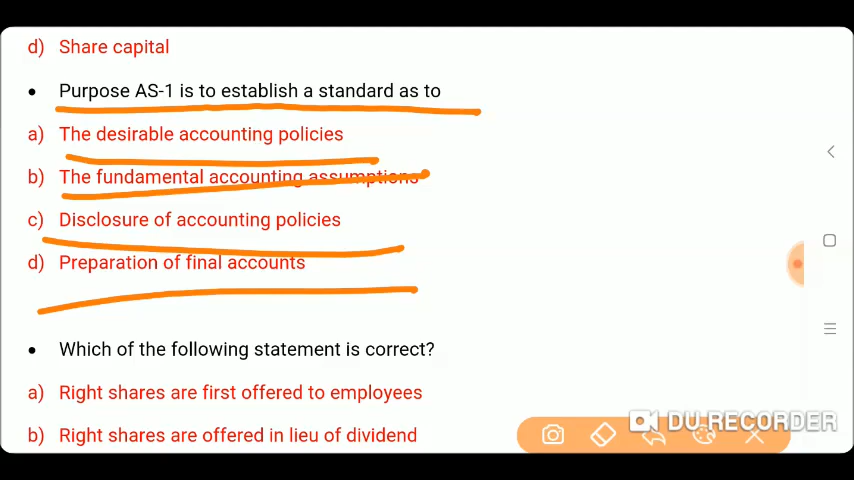 d) Share capital
• Purpose AS-1 is to establish a standard as to
a) The desirable accounting policies
b) The fundamental accounting assumptions
c) Disclosure of accounting policies
d) Preparation of final accounts
• Which of the following statement is correct?
a) Right shares are first offered to employees
b) Right shares are offered in lieu of dividend
DU RECORDER